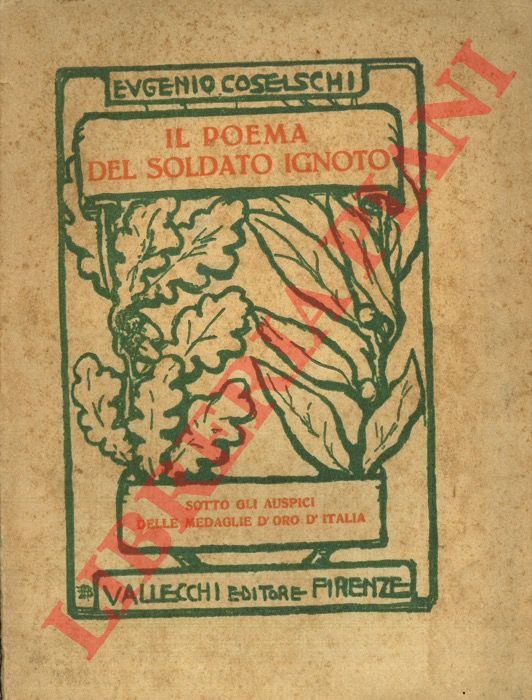 EVGENIO COSELSCHI
IL POEMA
DEL SOLDATO IGNOTO
SOTTO GLI AUSPICI
DELLE MEDAGLIE D'ORO D'ITALIA
VALLECCHI EDITORE FIRENZE
LIBRERIA PIANI